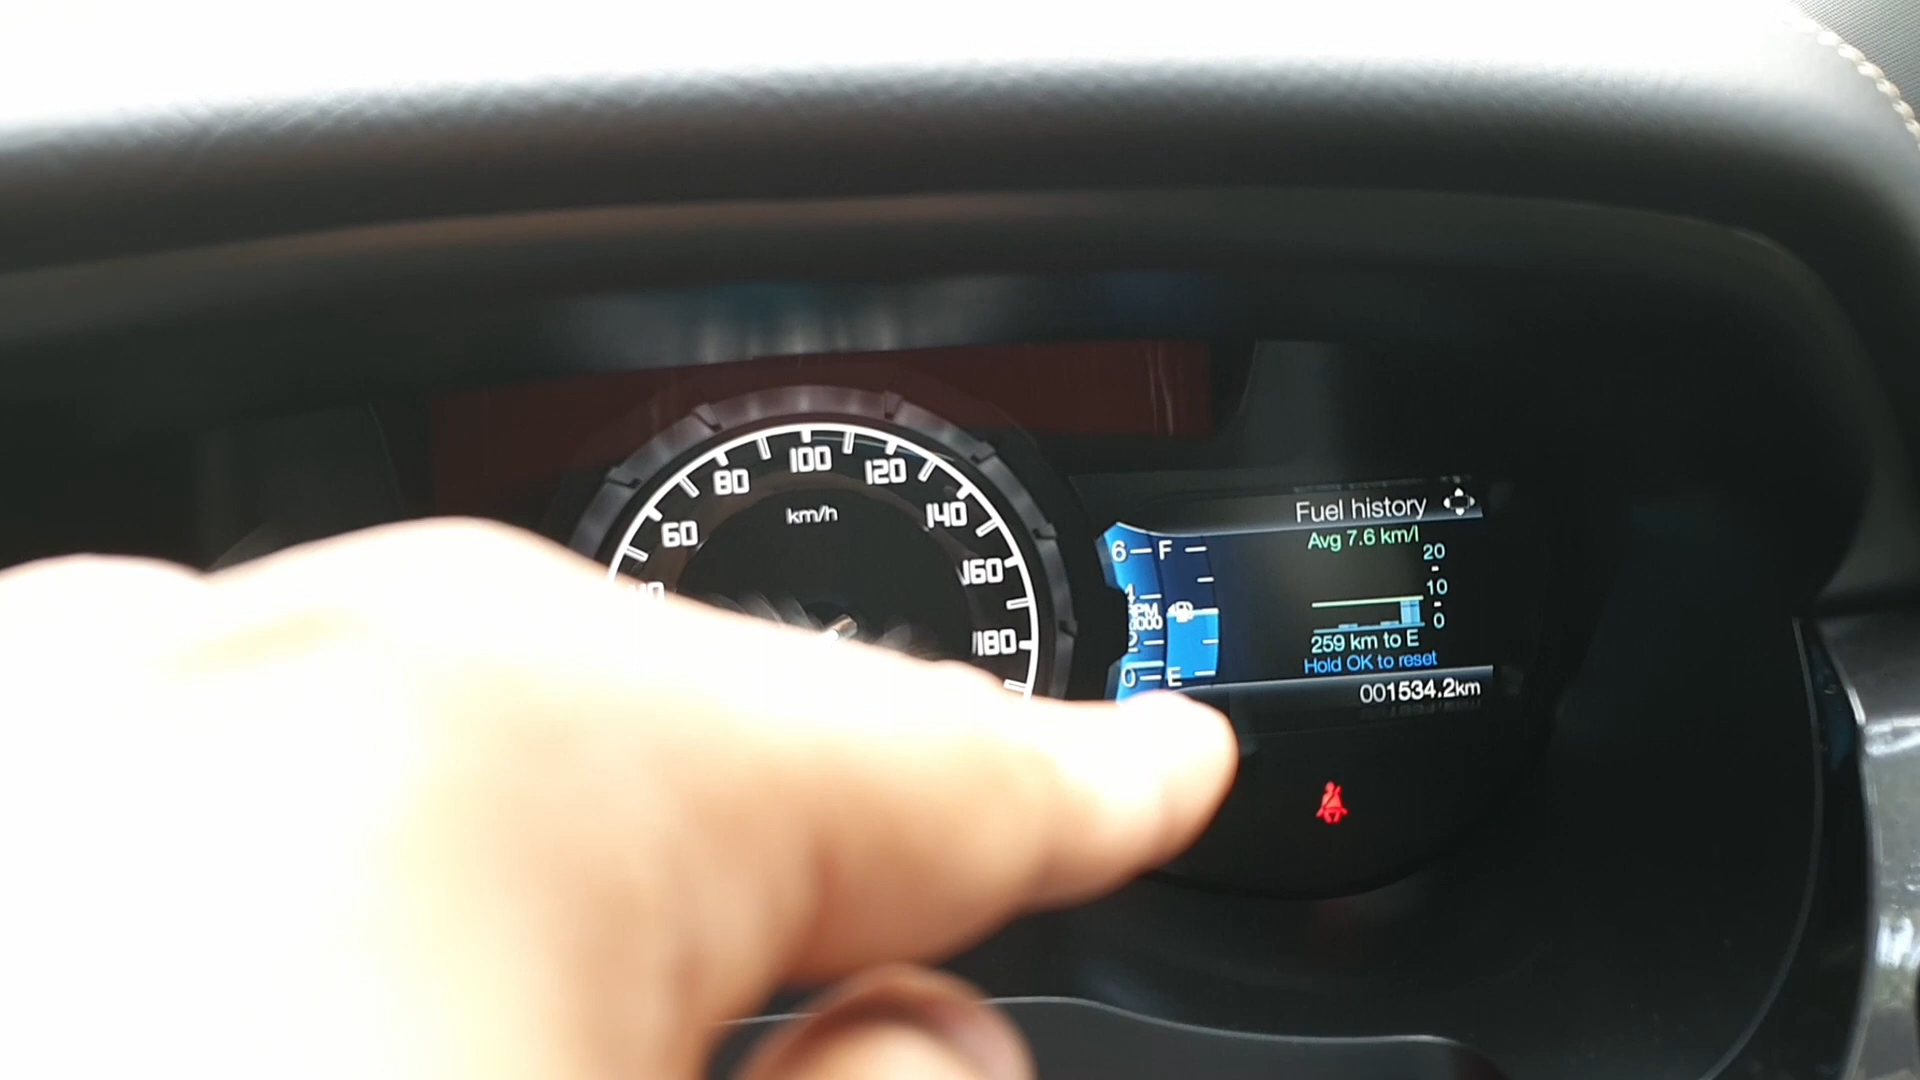 60
80
100
120
140
160
180
km/h
6
F
0
E
Fuel history
Avg 7.6 km/l
20
10
0
259 km to E
Hold OK to reset
001534.2km